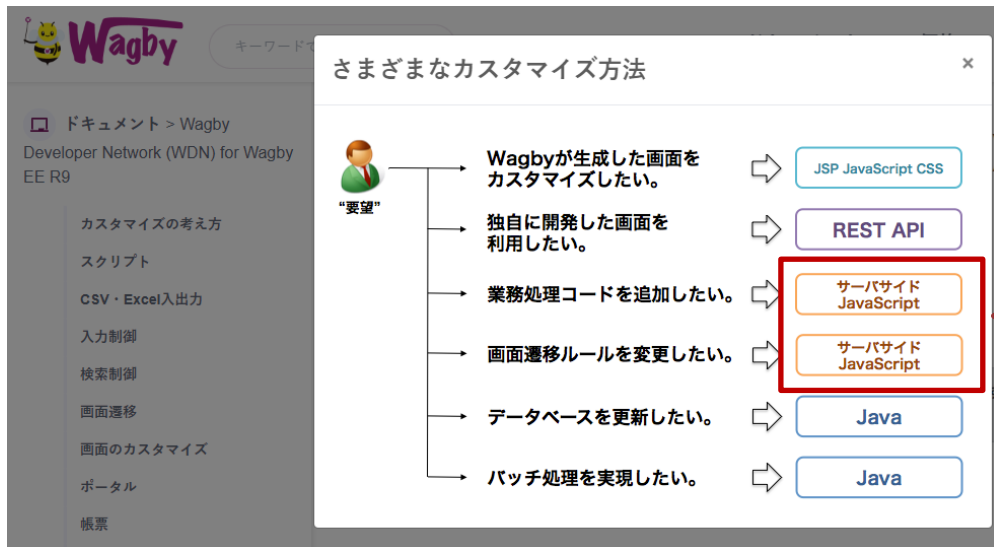 Wagby
キーワードで
さまざまなカスタマイズ方法
×
ドキュメント > Wagby
Developer Network (WDN) for Wagby
EE R9
カスタマイズの考え方
スクリプト
CSV・Excel入出力
入力制御
検索制御
画面遷移
画面のカスタマイズ
ポータル
帳票
“要望”
Wagbyが生成した画面を
カスタマイズしたい。
JSP JavaScript CSS
独自に開発した画面を
利用したい。
REST API
業務処理コードを追加したい。
サーバサイド
JavaScript
画面遷移ルールを変更したい。
サーバサイド
JavaScript
データベースを更新したい。
Java
バッチ処理を実現したい。
Java